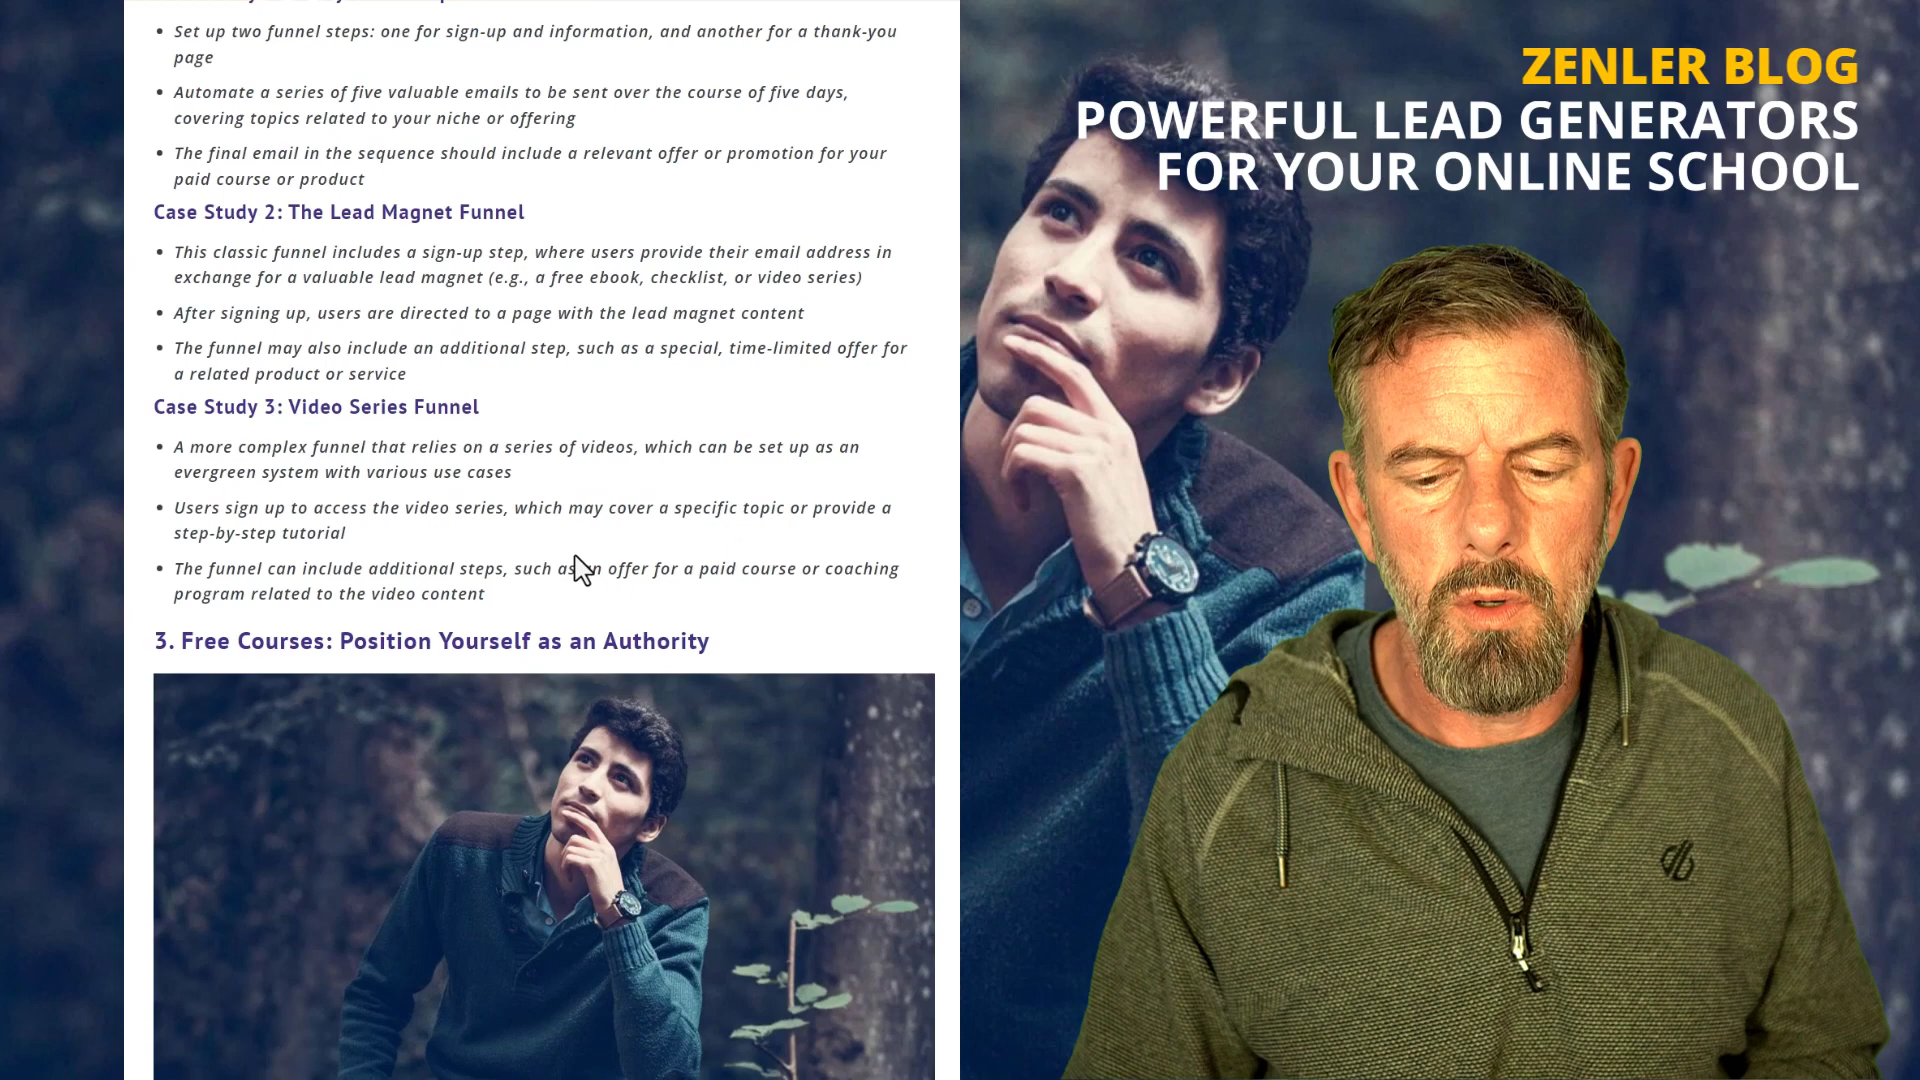 Set up two funnel steps: one for sign-up and information, and another for a thank-you
page
Automate a series of five valuable emails to be sent over the course of five days,
covering topics related to your niche or offering
The final email in the sequence should include a relevant offer or promotion for your
paid course or product
Case Study 2: The Lead Magnet Funnel
This classic funnel includes a sign-up step, where users provide their email address in
exchange for a valuable lead magnet (e.g., a free ebook, checklist, or video series)
After signing up, users are directed to a page with the lead magnet content
The funnel may also include an additional step, such as a special, time-limited offer for
a related product or service
Case Study 3: Video Series Funnel
A more complex funnel that relies on a series of videos, which can be set up as an
evergreen system with various use cases
Users sign up to access the video series, which may cover a specific topic or provide a
step-by-step tutorial
The funnel can include additional steps, such as an offer for a paid course or coaching
program related to the video content
3. Free Courses: Position Yourself as an Authority
ZENLER BLOG
POWERFUL LEAD GENERATORS
FOR YOUR ONLINE SCHOOL